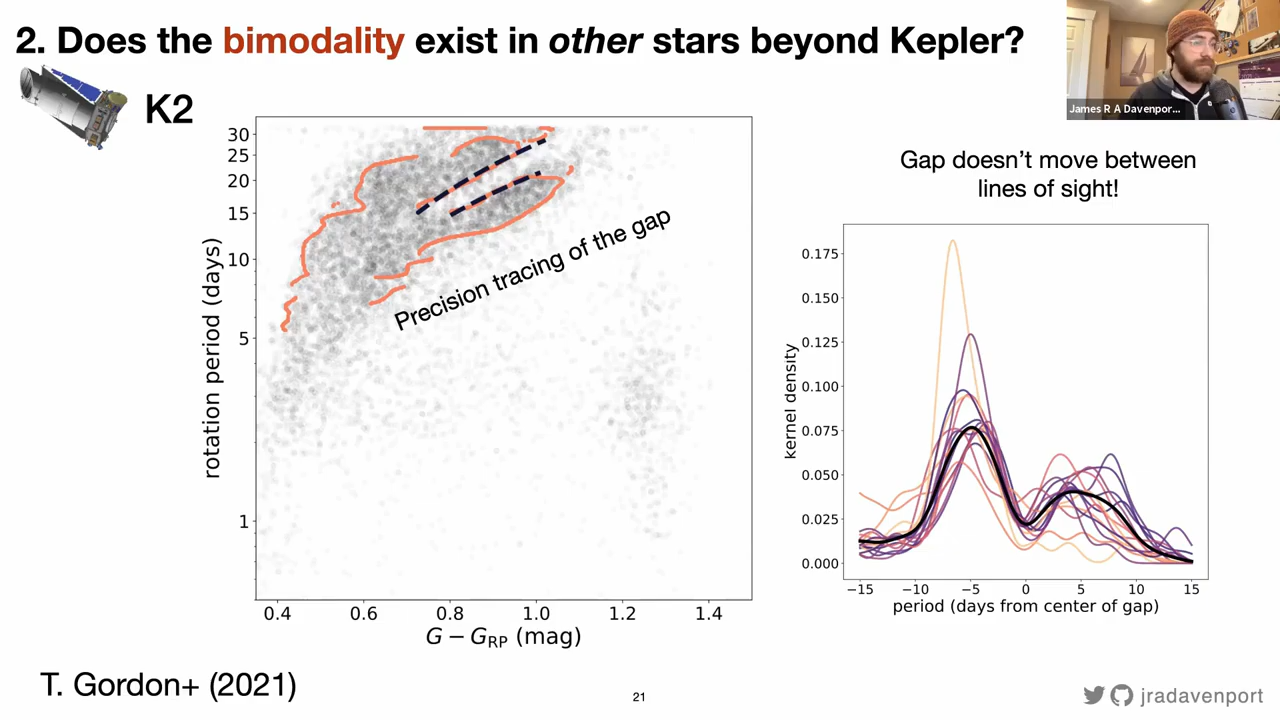 2. Does the bimodality exist in other stars beyond Kepler?
K2
James R A Davenpor...
Gap doesn't move between
lines of sight!
Precision tracing of the gap
rotation period (days)
30
25
20
15
10
5
1
0.4 0.6 0.8 1.0 1.2 1.4
G − GRP (mag)
kernel density
0.175
0.150
0.125
0.100
0.075
0.050
0.025
0.000
−15 −10 −5 0 5 10 15
period (days from center of gap)
T. Gordon+ (2021)
21
jradavenport